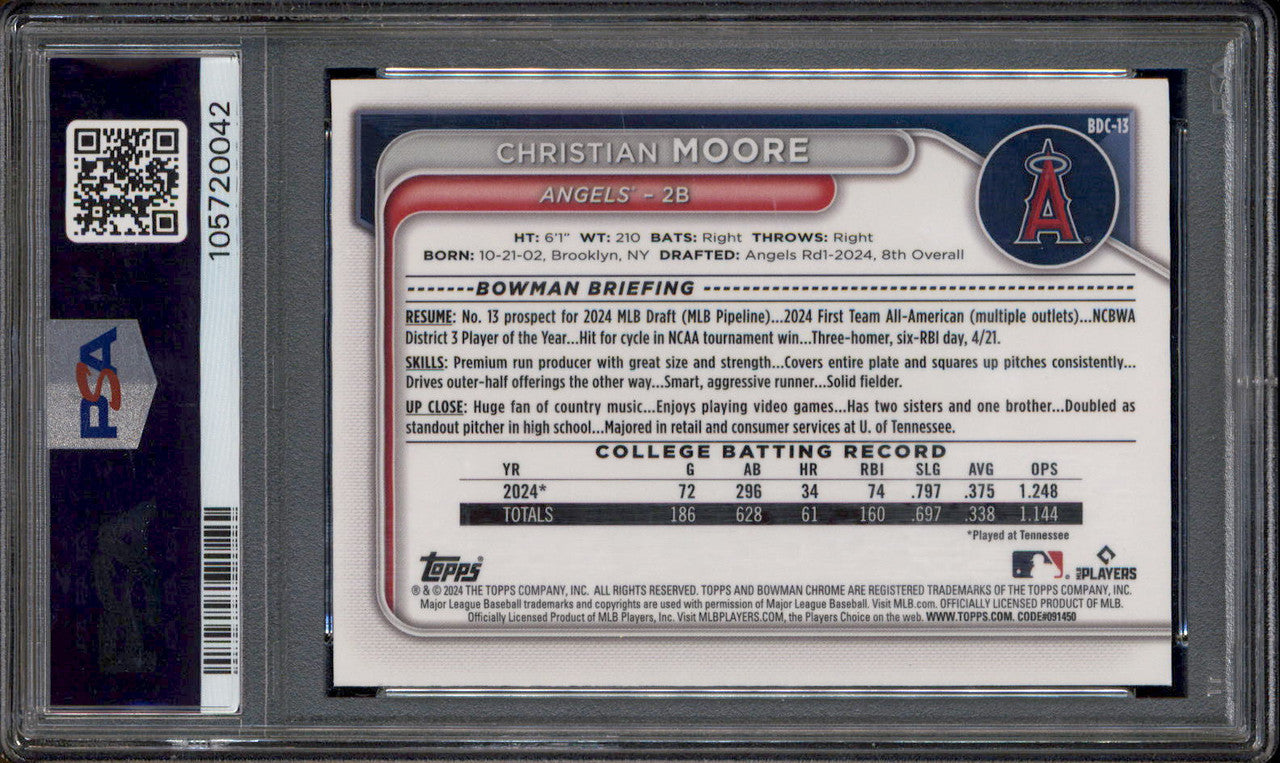 105720042
PSA
BDC-13
CHRISTIAN MOORE
ANGELS® - 2B
A
HT: 6'1" WT: 210 BATS: Right THROWS: Right
BORN: 10-21-02, Brooklyn, NY DRAFTED: Angels Rd1-2024, 8th Overall
BOWMAN BRIEFING
RESUME: No. 13 prospect for 2024 MLB Draft (MLB Pipeline)...2024 First Team All-American (multiple outlets)...NCBWA
District 3 Player of the Year...Hit for cycle in NCAA tournament win...Three-homer, six-RBI day, 4/21.
SKILLS: Premium run producer with great size and strength...Covers entire plate and squares up pitches consistently...
Drives outer-half offerings the other way...Smart, aggressive runner...Solid fielder.
UP CLOSE: Huge fan of country music...Enjoys playing video games...Has two sisters and one brother...Doubled as
standout pitcher in high school...Majored in retail and consumer services at U. of Tennessee.
COLLEGE BATTING RECORD
YR G AB HR RBI SLG AVG OPS
2024* 72 296 34 74 .797 .375 1.248
TOTALS 186 628 61 160 .697 .338 1.144
*Played at Tennessee
Topps®
MLB PLAYERS
® & © 2024 THE TOPPS COMPANY, INC. ALL RIGHTS RESERVED. TOPPS AND BOWMAN CHROME ARE REGISTERED TRADEMARKS OF THE TOPPS COMPANY, INC.
Major League Baseball trademarks and copyrights are used with permission of Major League Baseball. Visit MLB.com. OFFICIALLY LICENSED PRODUCT OF MLB.
Officially Licensed Product of MLB Players, Inc. Visit MLBPLAYERS.COM, the Players Choice on the web. WWW.TOPPS.COM. CODE#091450